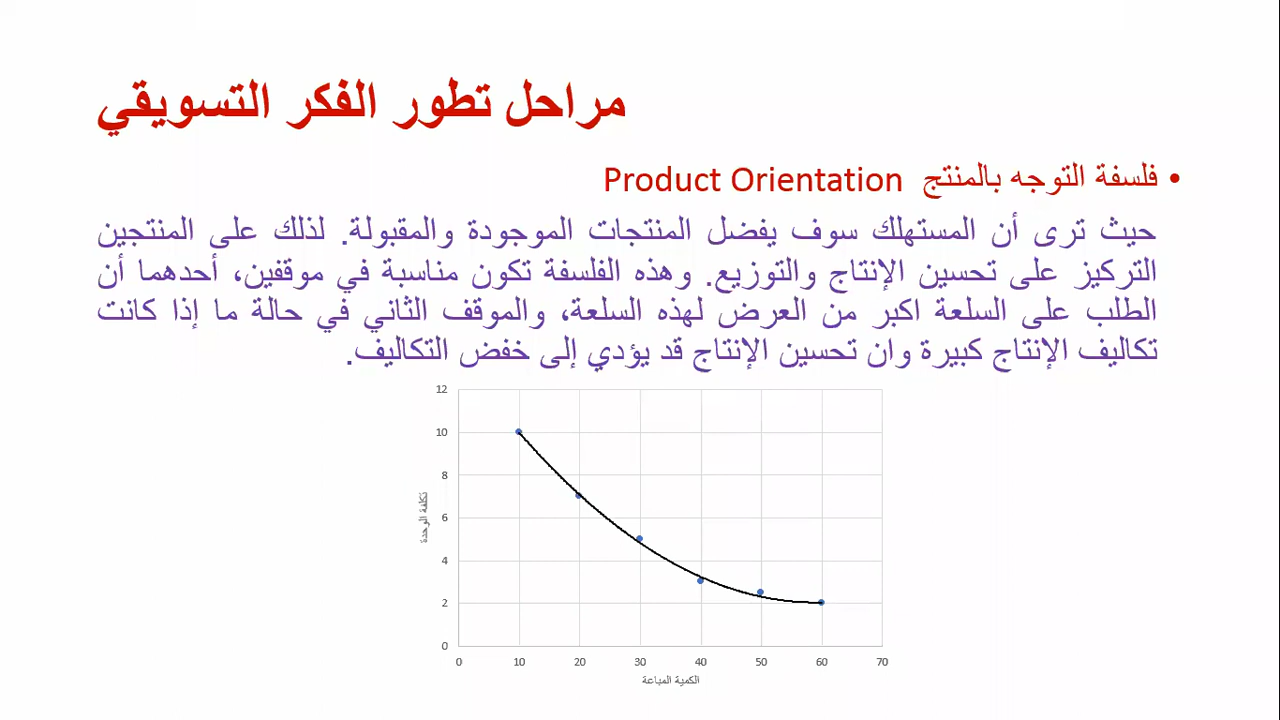 مراحل تطور الفكر التسويقي
• فلسفة التوجه بالمنتج Product Orientation
حيث ترى أن المستهلك سوف يفضل المنتجات الموجودة والمقبولة. لذلك على المنتجين
التركيز على تحسين الإنتاج والتوزيع. وهذه الفلسفة تكون مناسبة في موقفين، أحدهما أن
الطلب على السلعة اكبر من العرض لهذه السلعة، والموقف الثاني في حالة ما إذا كانت
تكاليف الإنتاج كبيرة وان تحسين الإنتاج قد يؤدي إلى خفض التكاليف.
12
10
8
6
4
2
0
تكلفة الوحدة
0 10 20 30 40 50 60 70
الكمية المباعة